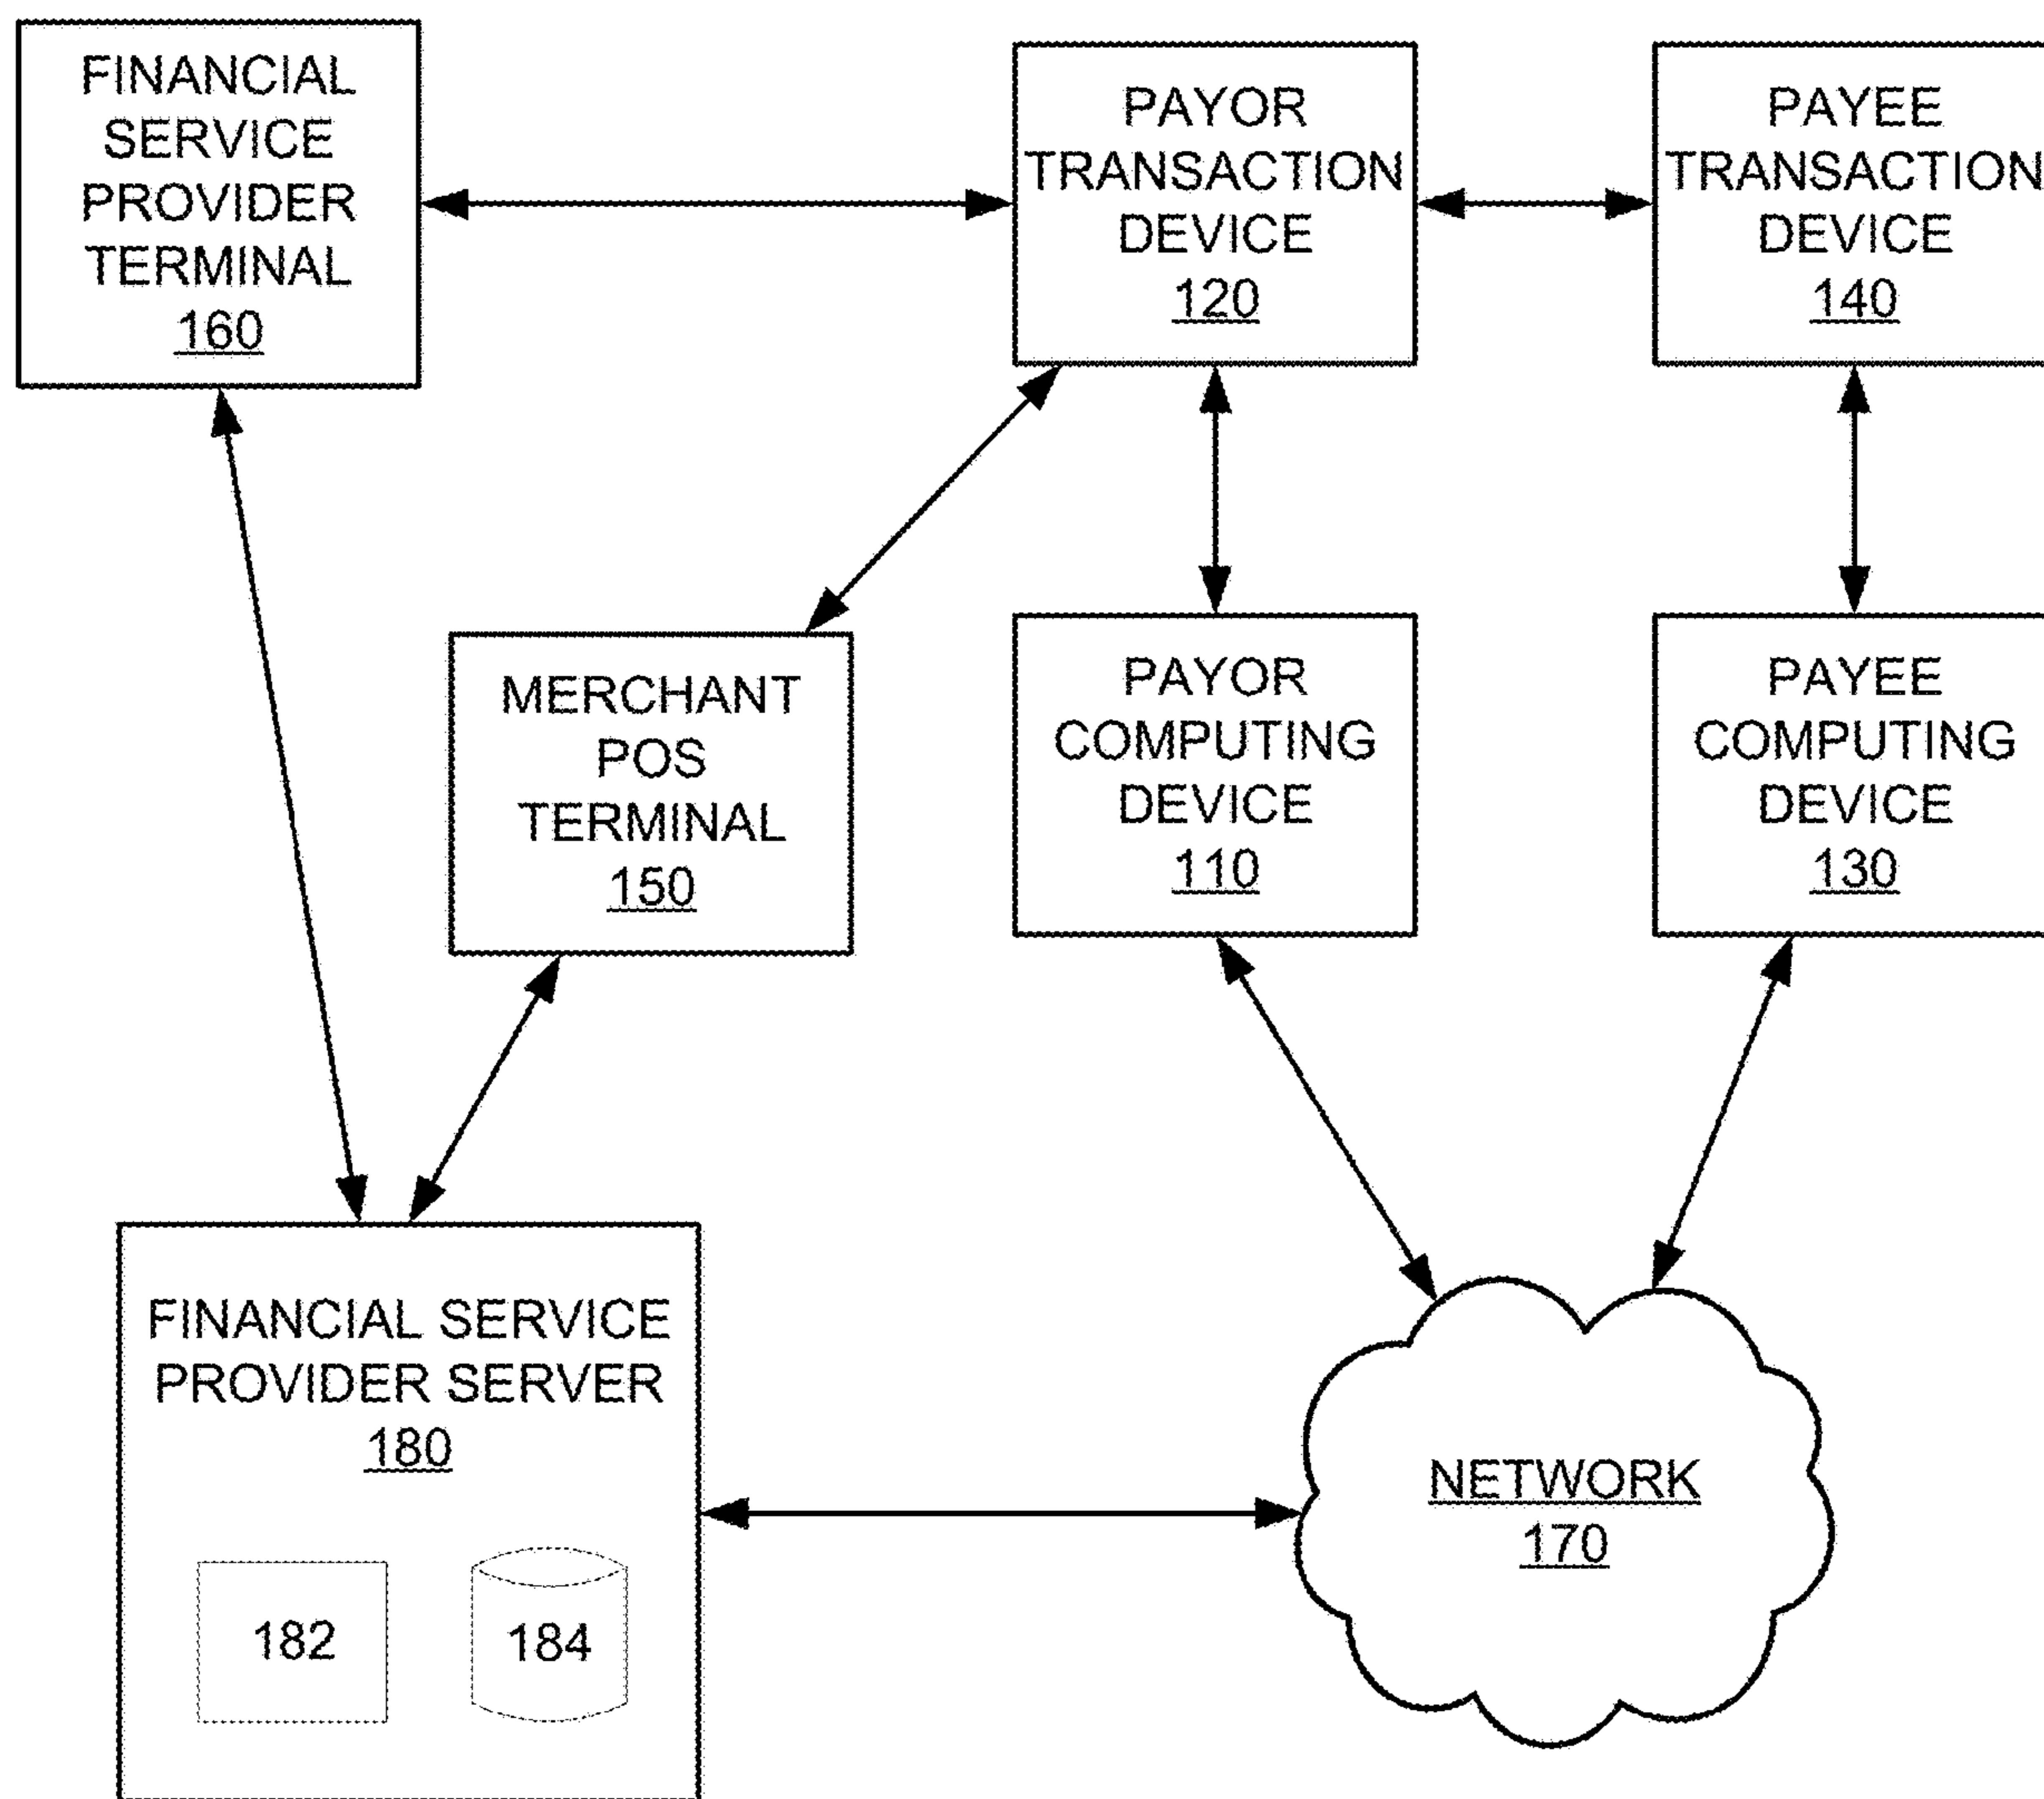 FINANCIAL
SERVICE
PROVIDER
TERMINAL
160
PAYOR
TRANSACTION
DEVICE
120
PAYEE
TRANSACTION
DEVICE
140
MERCHANT
POS
TERMINAL
150
PAYOR
COMPUTING
DEVICE
110
PAYEE
COMPUTING
DEVICE
130
FINANCIAL SERVICE
PROVIDER SERVER
180
182
184
NETWORK
170